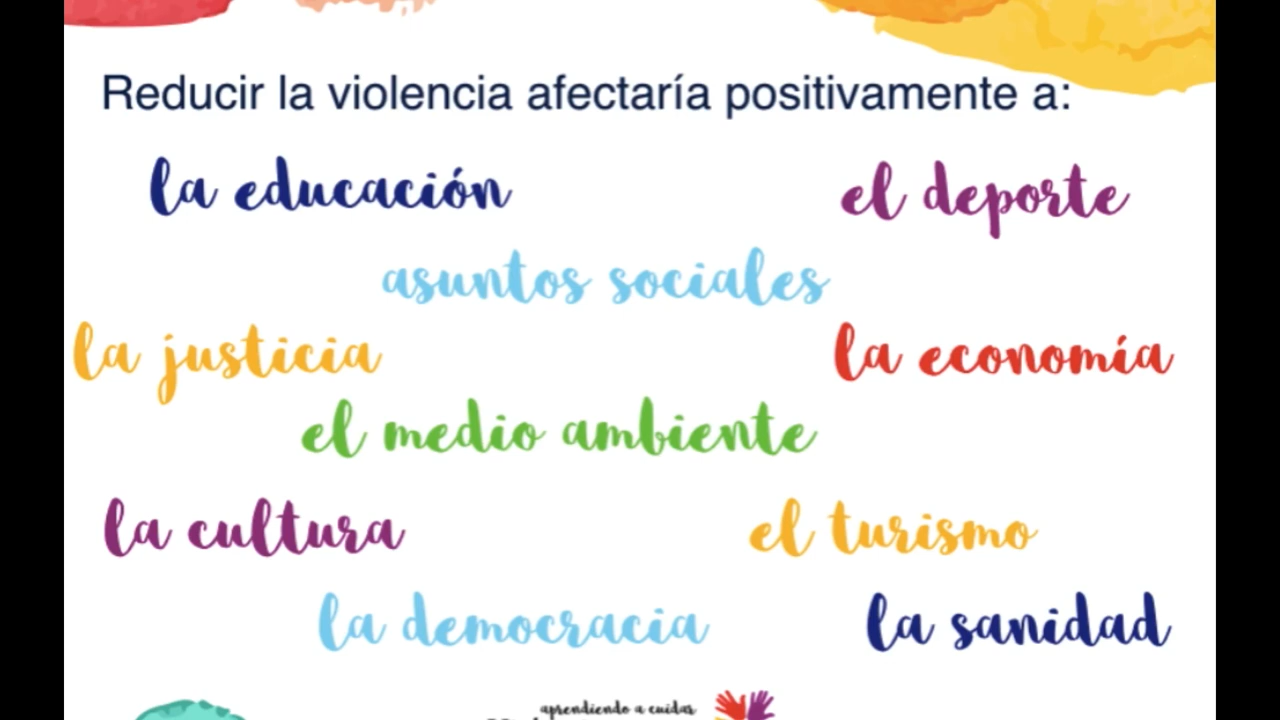 Reducir la violencia afectaría positivamente a:
la educación
el deporte
asuntos sociales
la justicia
la economía
el medio ambiente
la cultura
el turismo
la democracia
la sanidad
aprendiendo a cuidar